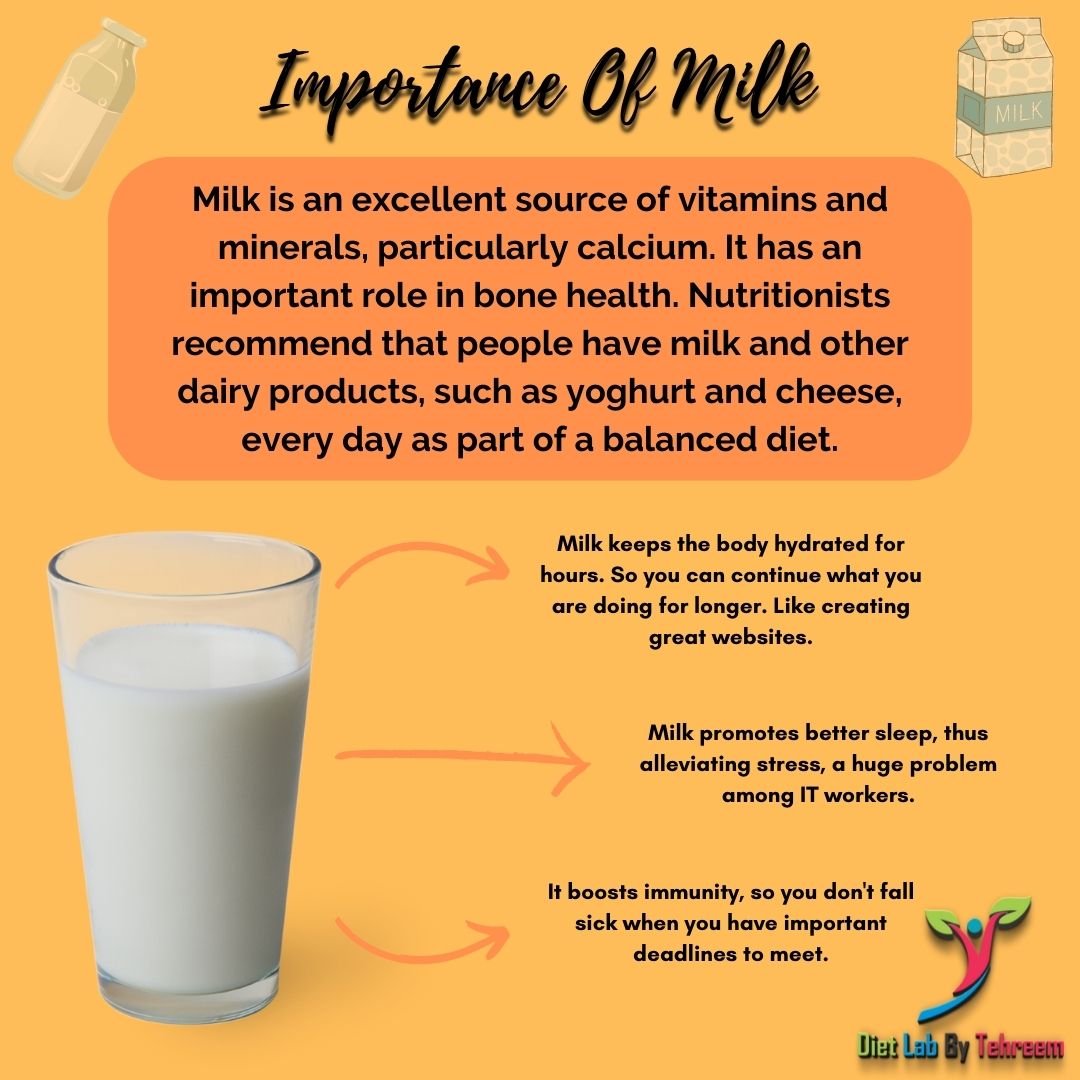 Importance Of Milk
MILK
Milk is an excellent source of vitamins and
minerals, particularly calcium. It has an
important role in bone health. Nutritionists
recommend that people have milk and other
dairy products, such as yoghurt and cheese,
every day as part of a balanced diet.
Milk keeps the body hydrated for
hours. So you can continue what you
are doing for longer. Like creating
great websites.
Milk promotes better sleep, thus
alleviating stress, a huge problem
among IT workers.
It boosts immunity, so you don't fall
sick when you have important
deadlines to meet.
Diet Lab By Tehreem